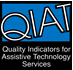 QIAT
Quality Indicators for
Assistive Technology
Services